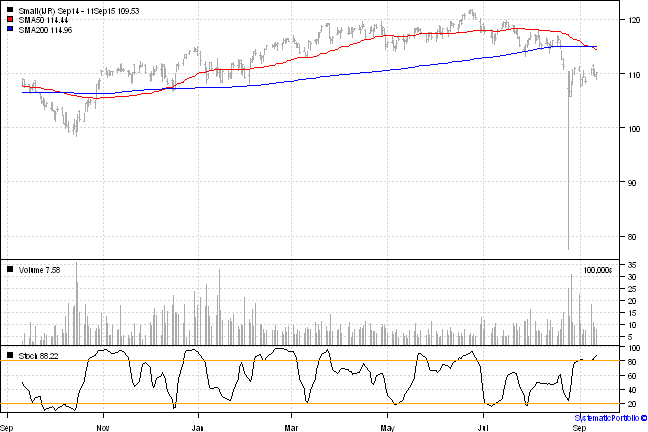 Small(IJR) Sep14 - 11Sep15 109.53
SMA50 114.44
SMA200 114.96
120
110
100
90
80
Volume 7.58
100,000s
35
30
25
20
15
10
5
Stoch 88.22
100
80
60
40
20
Sep
Nov
Jan
Mar
May
Jul
Sep
SystematicPortfolio ©